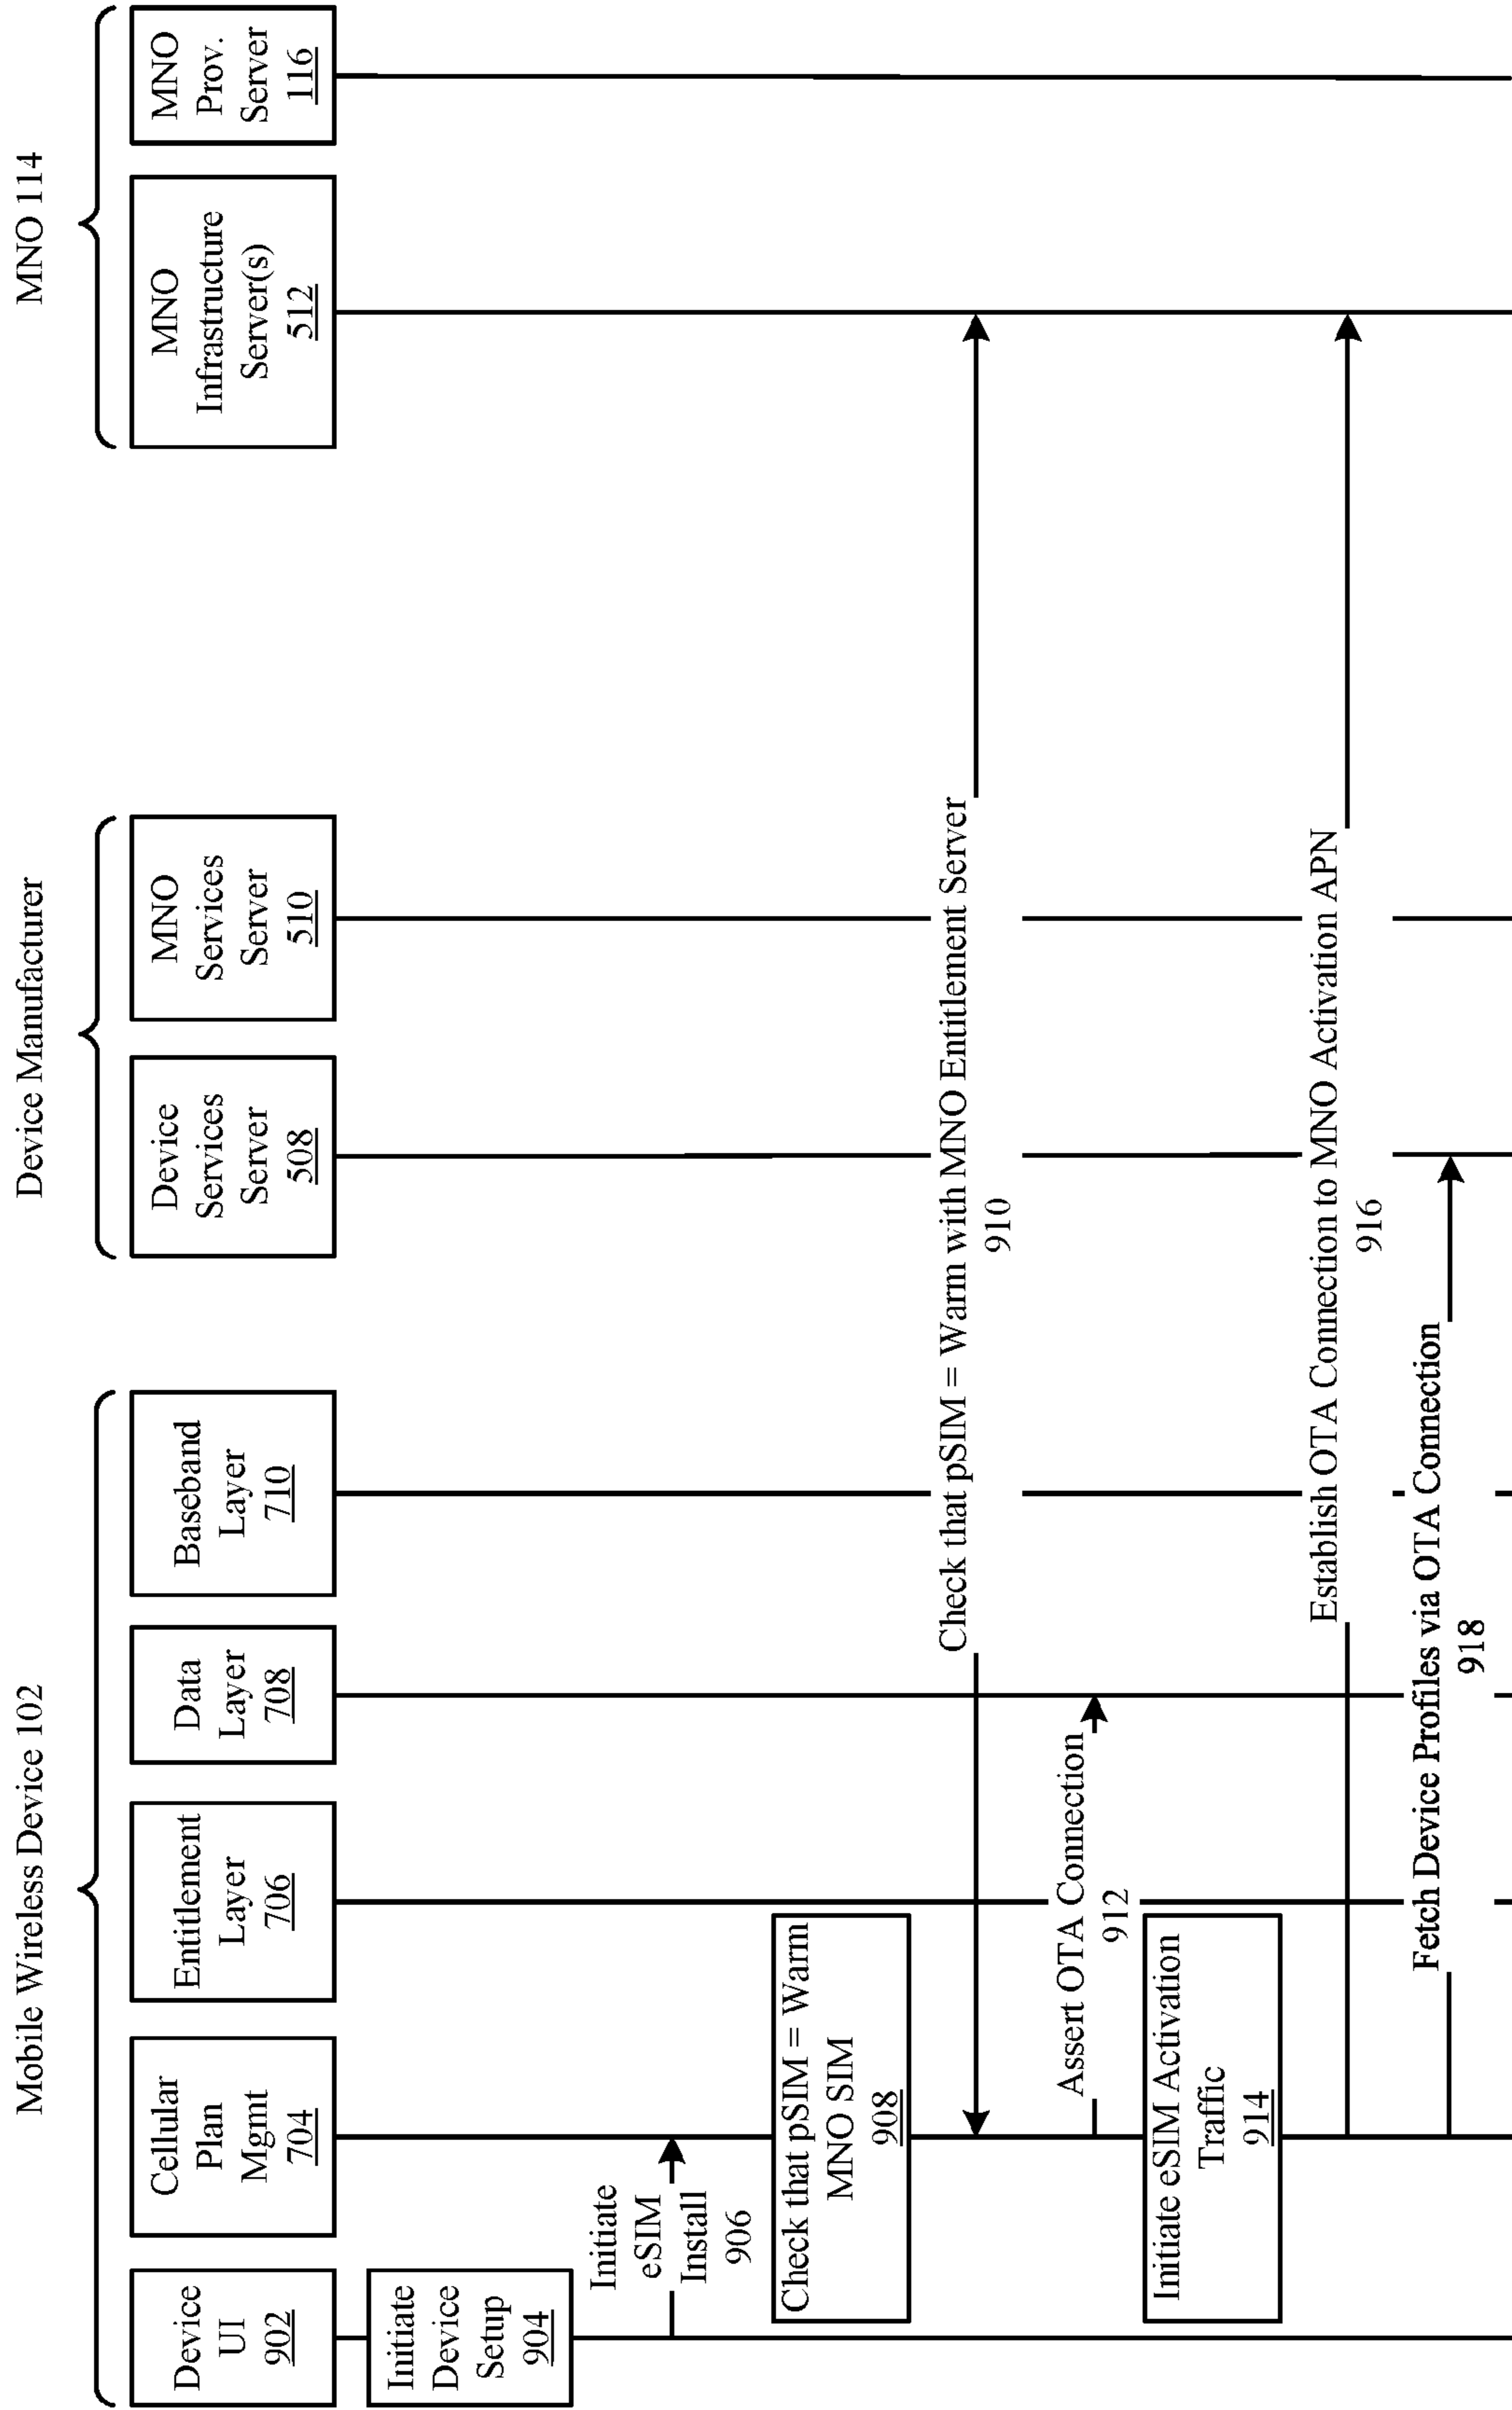 Mobile Wireless Device 102
Device Manufacturer
MNO 114
Device
UI
902
Cellular
Plan
Mgmt
704
Entitlement
Layer
706
Data
Layer
708
Baseband
Layer
710
Device
Services
Server
508
MNO
Services
Server
510
MNO
Infrastructure
Server(s)
512
MNO
Prov.
Server
116
Initiate
Device
Setup
904
Initiate
eSIM
Install
906
Check that pSIM = Warm
MNO SIM
908
Check that pSIM = Warm with MNO Entitlement Server
910
Assert OTA Connection
912
Initiate eSIM Activation
Traffic
914
Establish OTA Connection to MNO Activation APN
916
Fetch Device Profiles via OTA Connection
918